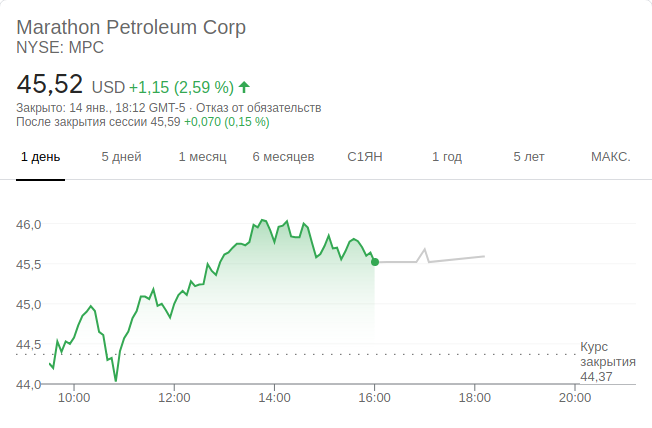 Marathon Petroleum Corp
NYSE: MPC
45,52 USD +1,15 (2,59 %)
Закрыто: 14 янв., 18:12 GMT-5 · Отказ от обязательств
После закрытия сессии 45,59 +0,070 (0,15 %)
1 день 5 дней 1 месяц 6 месяцев С1ЯН 1 год 5 лет МАКС.
46,0
45,5
45,0
44,5
Курс
закрытия
44,37
44,0
10:00 12:00 14:00 16:00 18:00 20:00